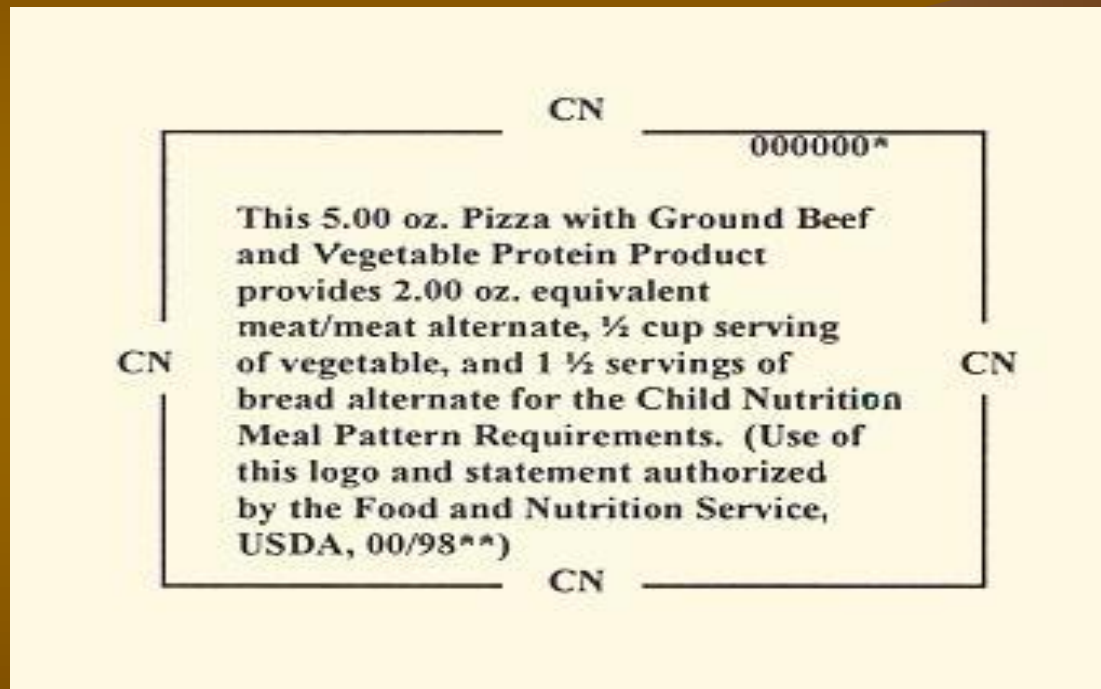 CN
000000*
This 5.00 oz. Pizza with Ground Beef
and Vegetable Protein Product
provides 2.00 oz. equivalent
meat/meat alternate, ½ cup serving
CN of vegetable, and 1 ½ servings of CN
bread alternate for the Child Nutrition
Meal Pattern Requirements. (Use of
this logo and statement authorized
by the Food and Nutrition Service,
USDA, 00/98**)
CN